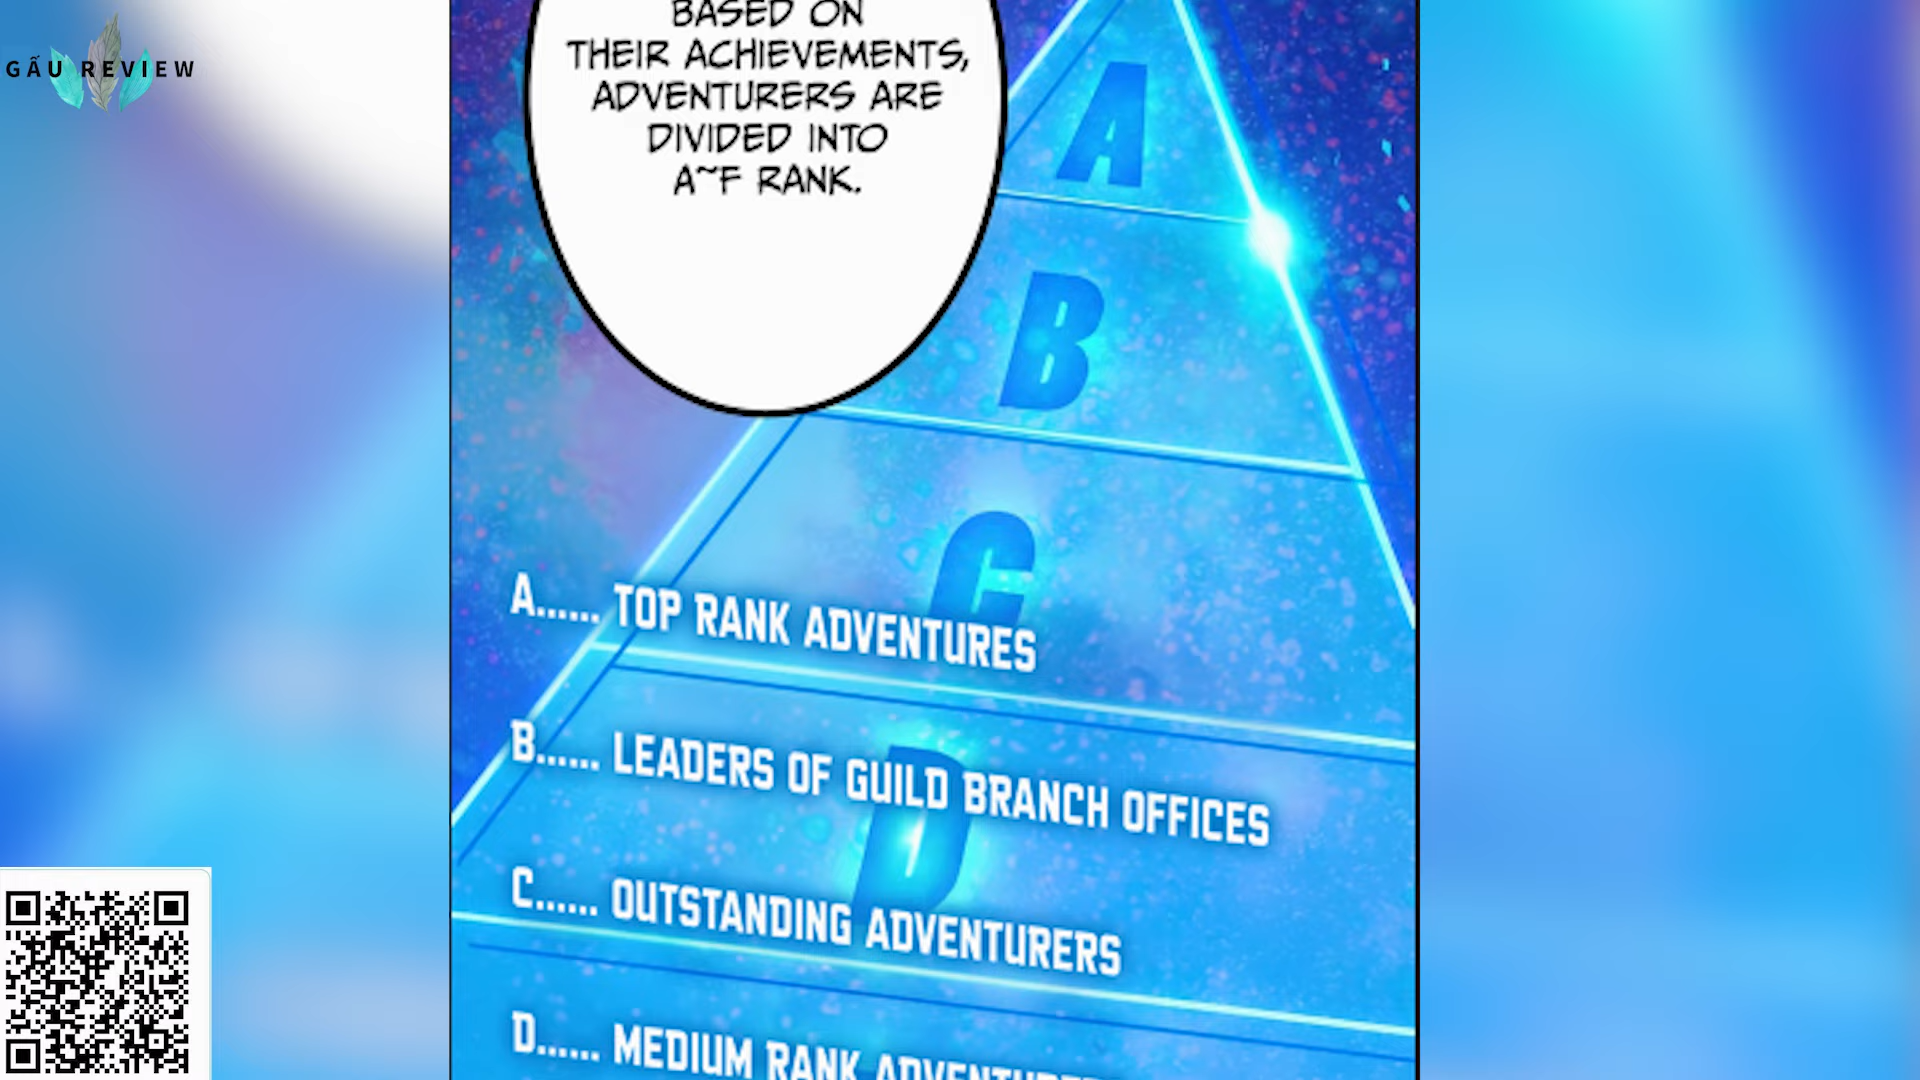 GẤU REVIEW
BASED ON
THEIR ACHIEVEMENTS,
ADVENTURERS ARE
DIVIDED INTO
A~F RANK.
A
B
C
D
A...... TOP RANK ADVENTURES
B...... LEADERS OF GUILD BRANCH OFFICES
C...... OUTSTANDING ADVENTURERS
D...... MEDIUM RANK